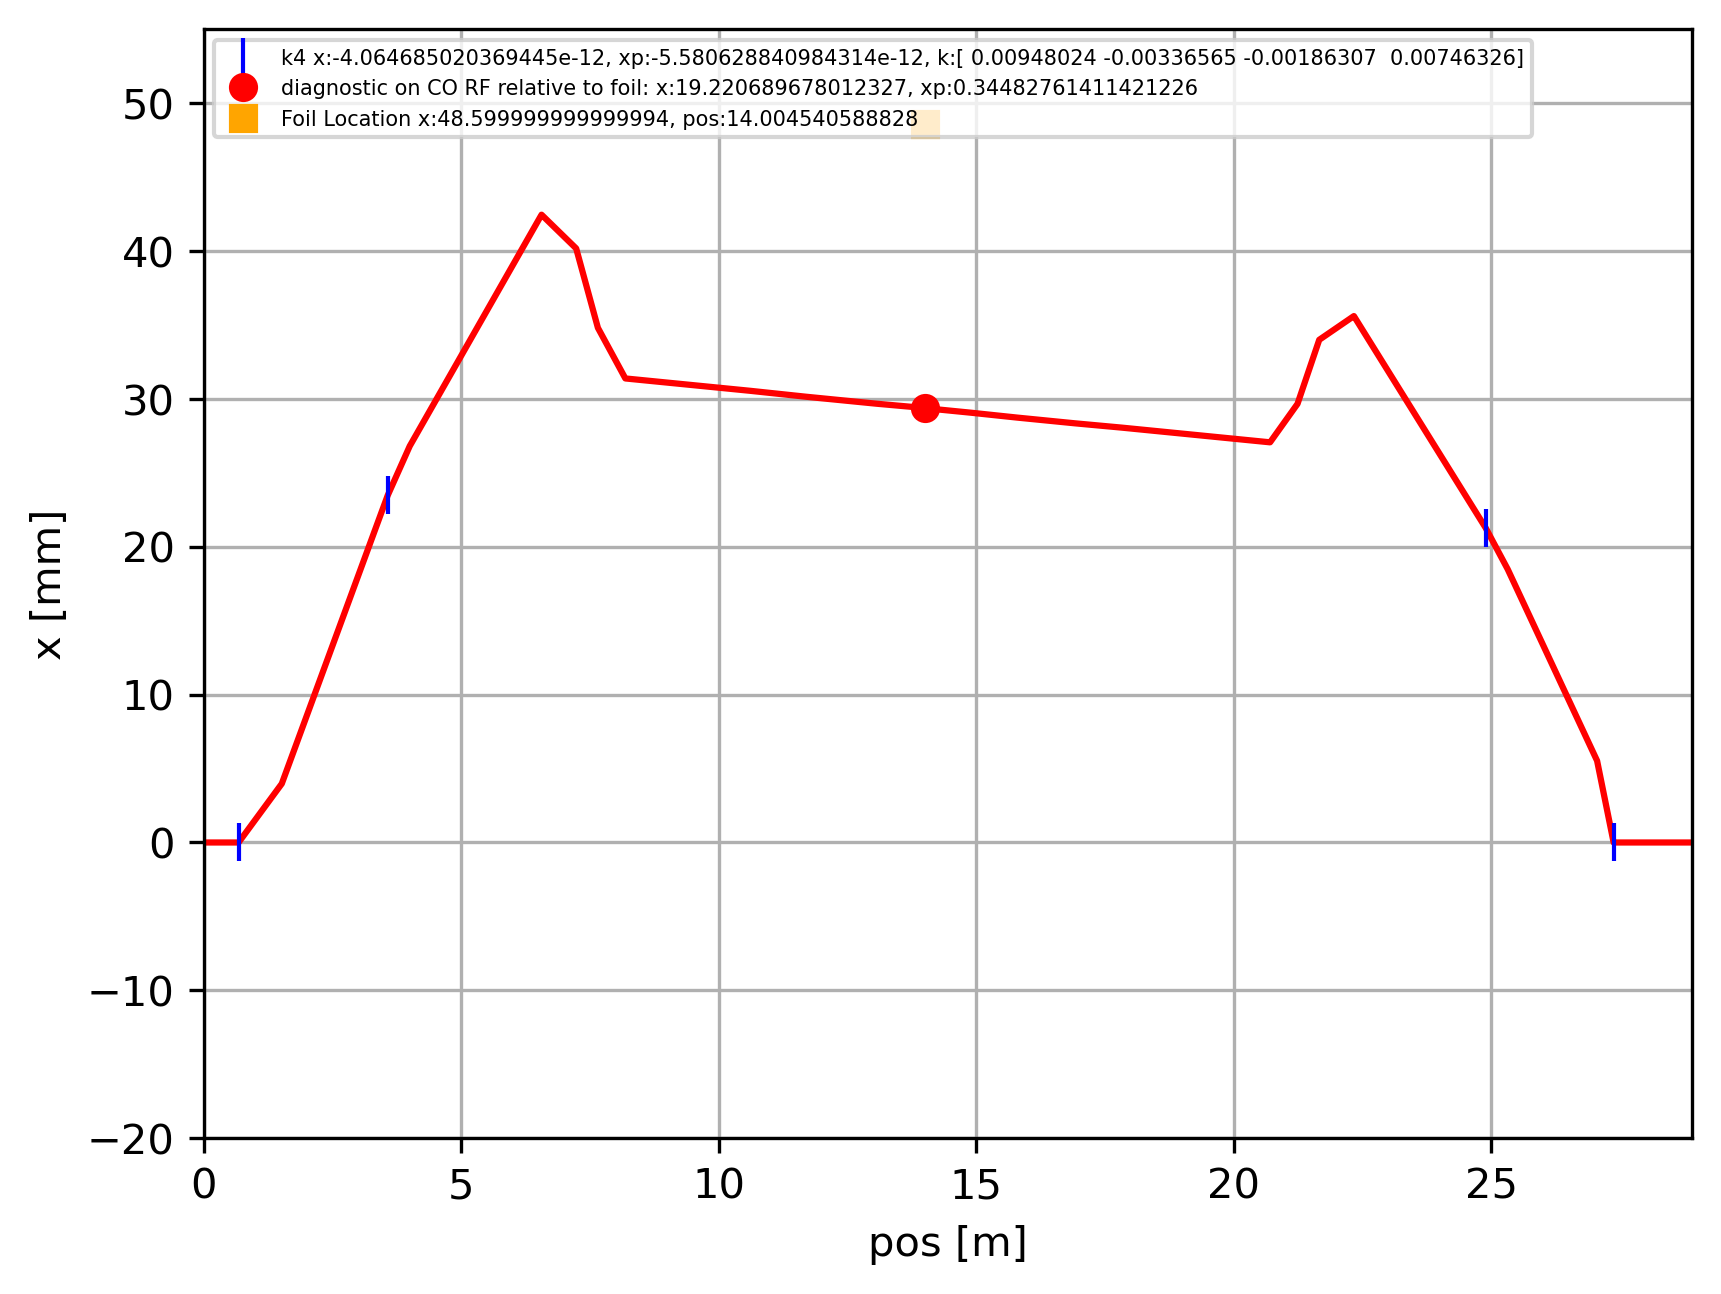 k4 x:-4.064685020369445e-12, xp:-5.580628840984314e-12, k:[ 0.00948024 -0.00336565 -0.00186307  0.00746326]
diagnostic on CO RF relative to foil: x:19.220689678012327, xp:0.34482761411421226
Foil Location x:48.599999999999994, pos:14.004540588828
50
40
30
20
10
0
−10
−20
x [mm]
0 5 10 15 20 25
pos [m]